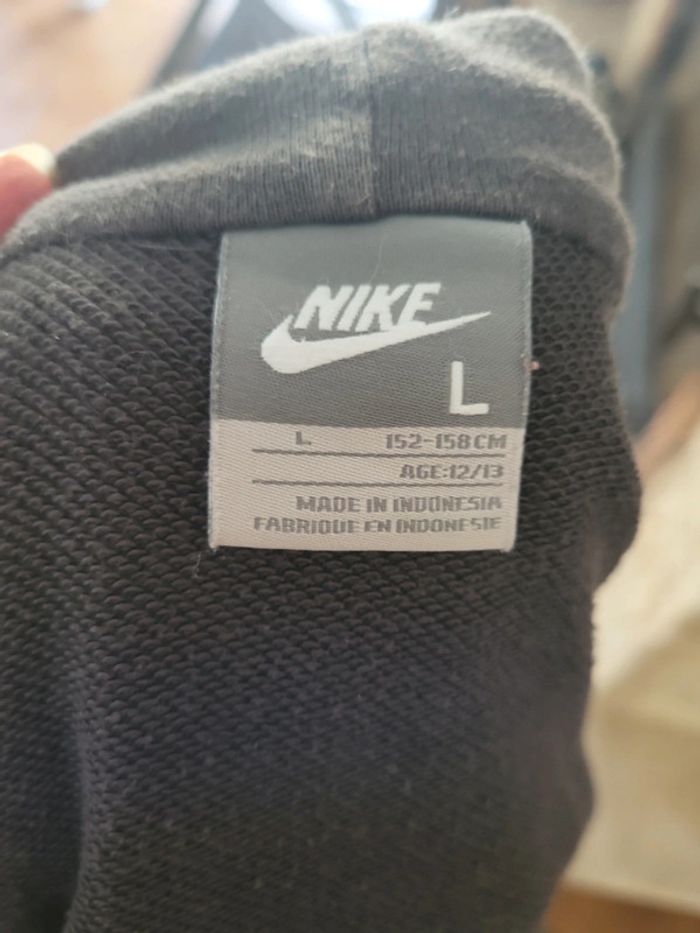 NIKE
L
L 152-158 CM
AGE:12/13
MADE IN INDONESIA
FABRIQUE EN INDONESIE